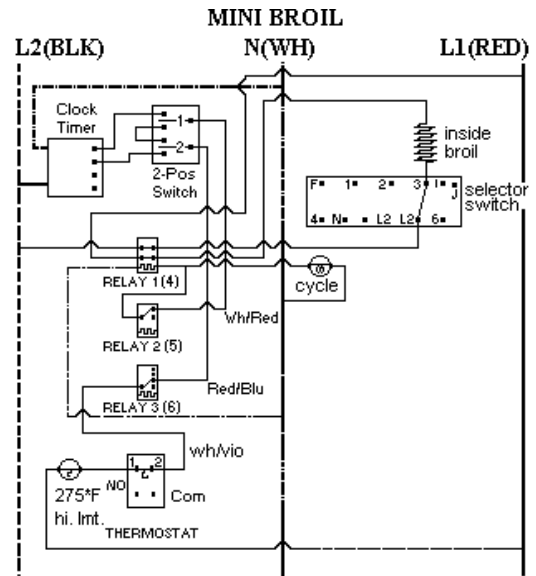 MINI BROIL
L2(BLK) N(WH) L1(RED)
Clock
Timer
1
2
2-Pos
Switch
inside
broil
F 1 2 3 I J
4 N L2 L2 6
selector
switch
RELAY 1(4)
cycle
Wh/Red
RELAY 2 (5)
Red/Blu
RELAY 3 (6)
wh/vio
1 2
NO
Com
275*F
hi. lmt.
THERMOSTAT